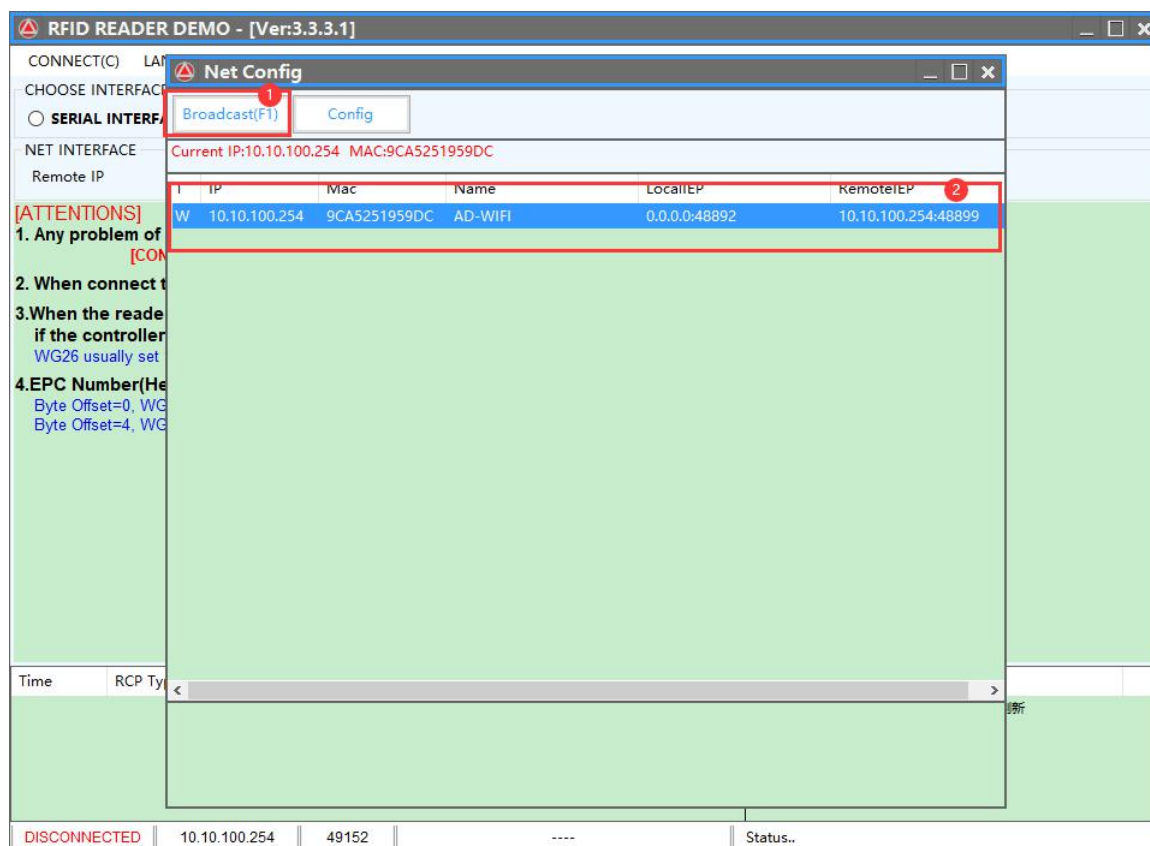 RFID READER DEMO - [Ver:3.3.3.1]
CONNECT(C)
Net Config
CHOOSE INTERFAC
1
SERIAL INTERF
Broadcast(F1) Config
NET INTERFACE
Current IP:10.10.100.254 MAC:9CA5251959DC
Remote IP
T IP Mac Name LocalIEP RemoteIEP 2
W 10.10.100.254 9CA5251959DC AD-WIFI 0.0.0.0:48892 10.10.100.254:48899
[ATTENTIONS]
1. Any problem of
[CON
2. When connect t
3.When the reade
if the controller
WG26 usually set
4.EPC Number(He
Byte Offset=0, WG
Byte Offset=4, WG
Time RCP Ty
新
DISCONNECTED 10.10.100.254 49152 ---- Status..